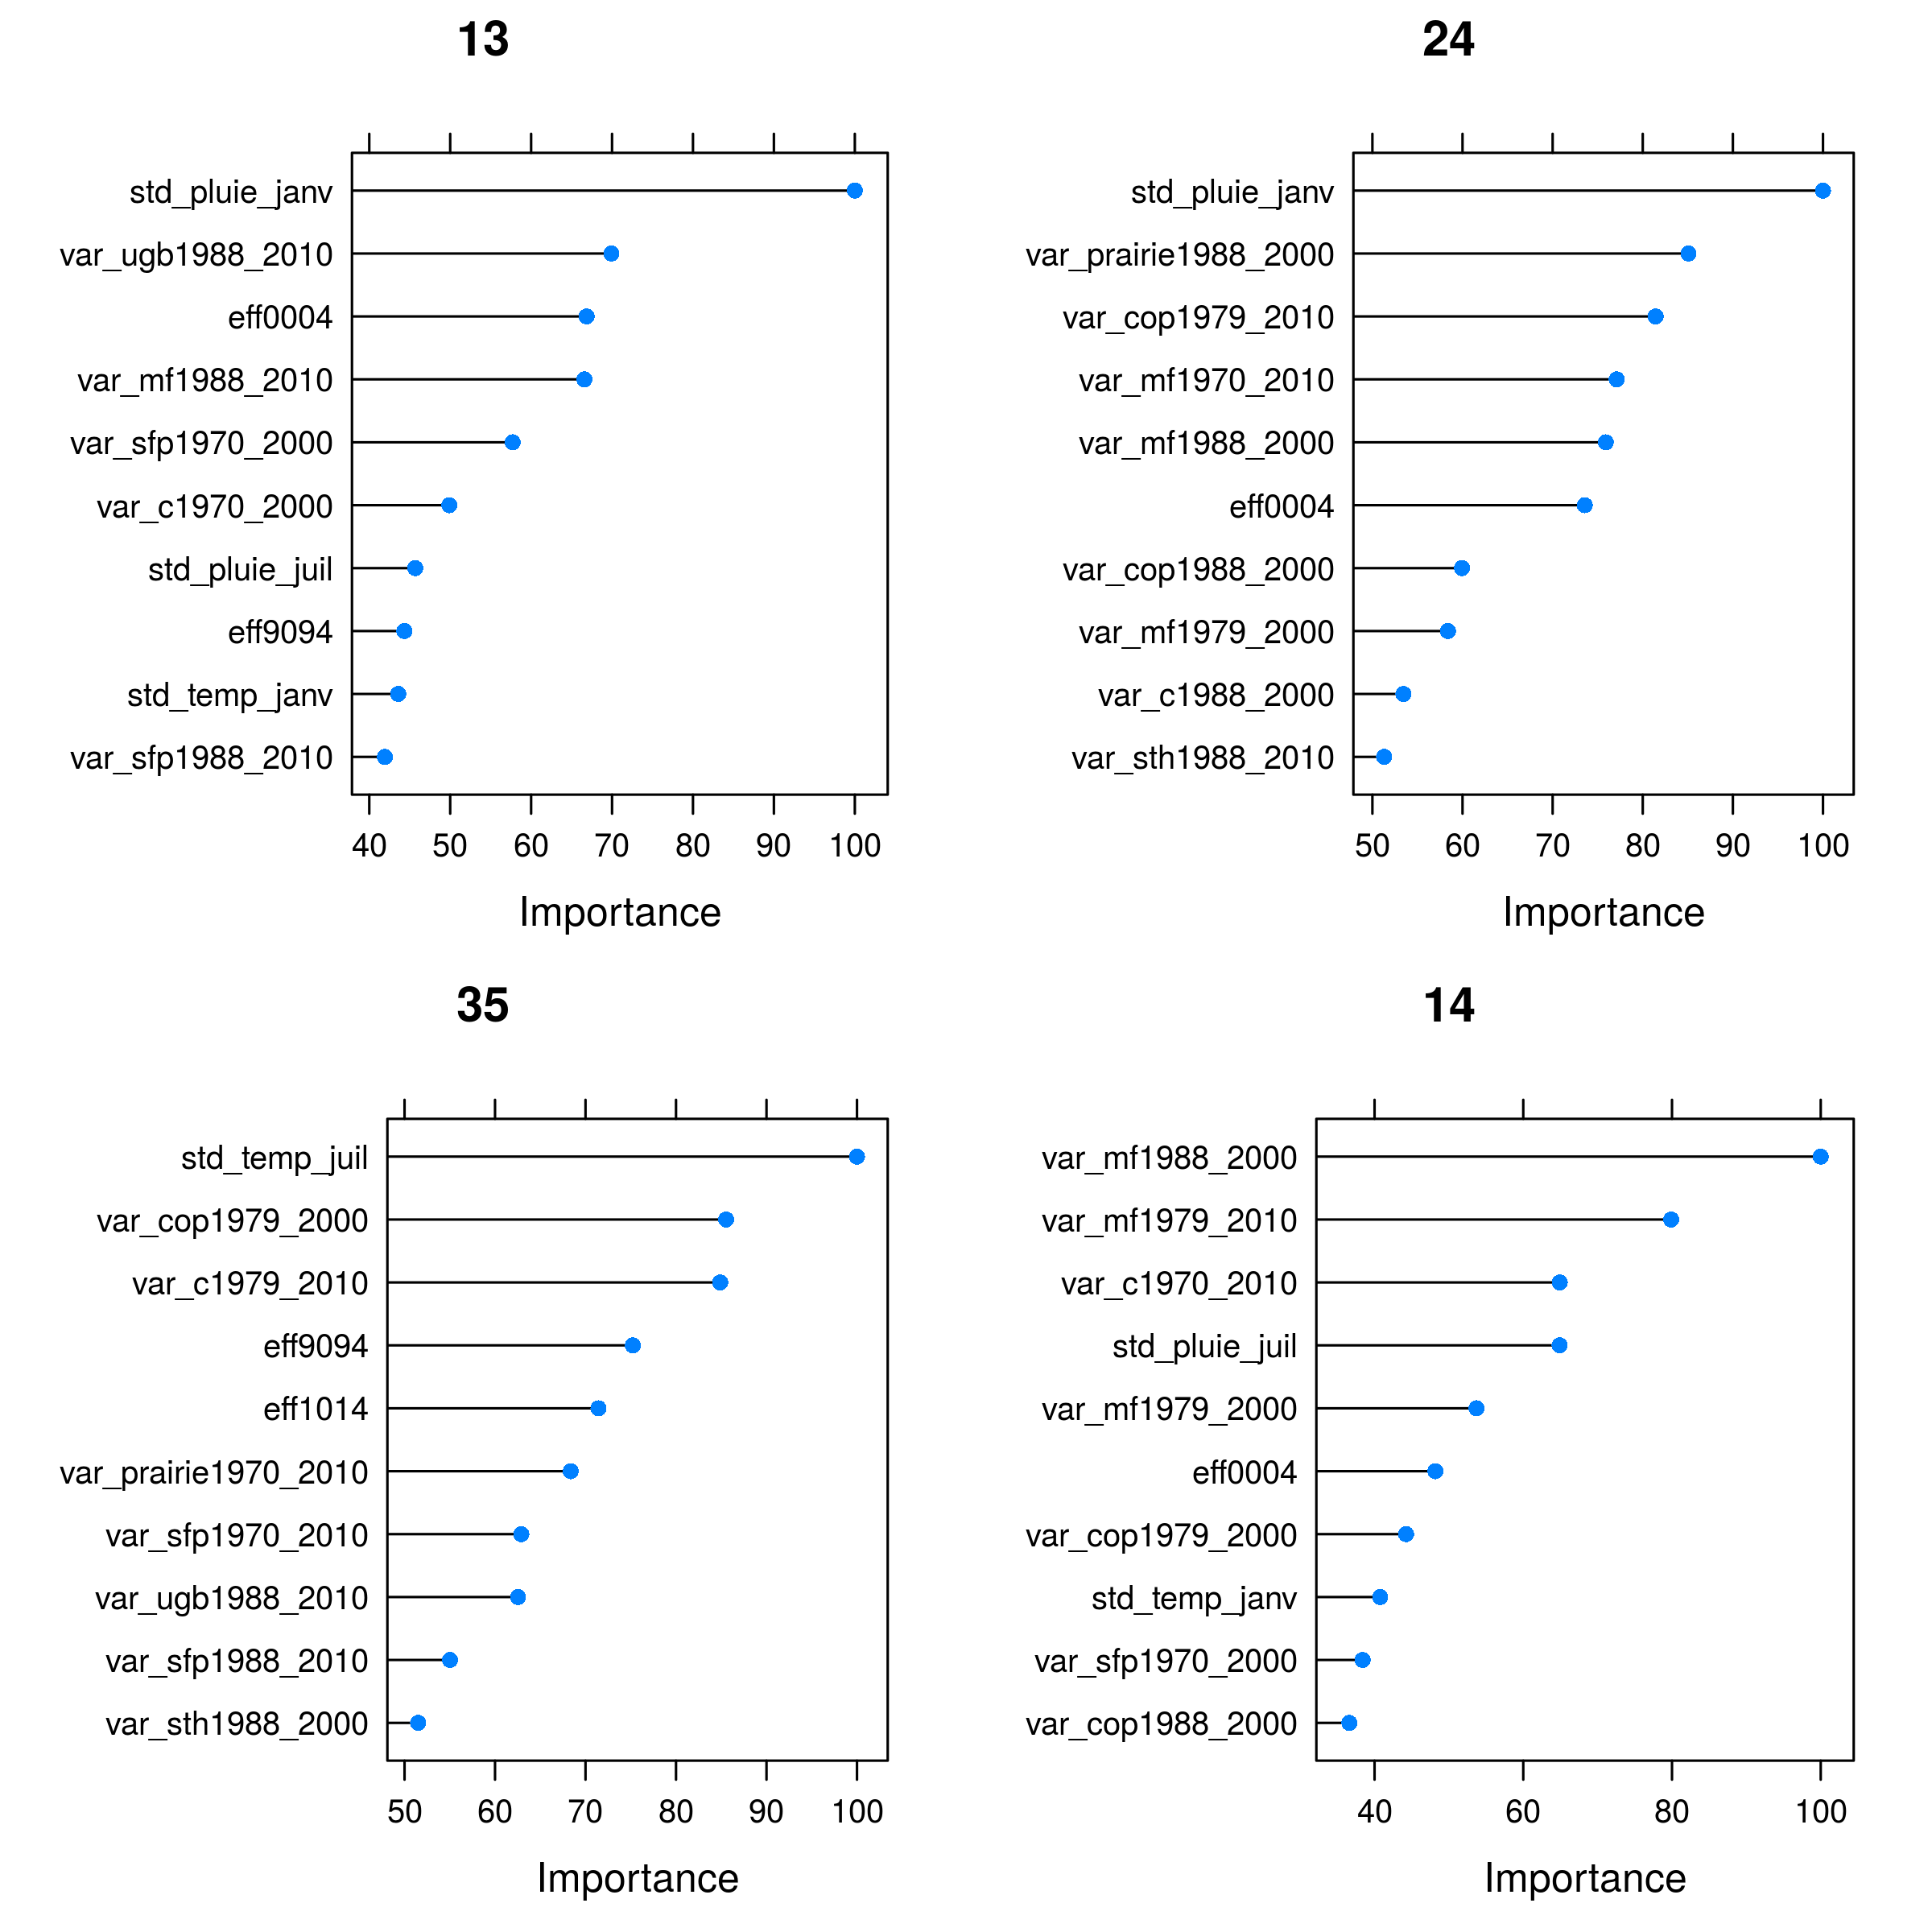 13
std_pluie_janv
var_ugb1988_2010
eff0004
var_mf1988_2010
var_sfp1970_2000
var_c1970_2000
std_pluie_juil
eff9094
std_temp_janv
var_sfp1988_2010
40 50 60 70 80 90 100
Importance
24
std_pluie_janv
var_prairie1988_2000
var_cop1979_2010
var_mf1970_2010
var_mf1988_2000
eff0004
var_cop1988_2000
var_mf1979_2000
var_c1988_2000
var_sth1988_2010
50 60 70 80 90 100
Importance
35
std_temp_juil
var_cop1979_2000
var_c1979_2010
eff9094
eff1014
var_prairie1970_2010
var_sfp1970_2010
var_ugb1988_2010
var_sfp1988_2010
var_sth1988_2000
50 60 70 80 90 100
Importance
14
var_mf1988_2000
var_mf1979_2010
var_c1970_2010
std_pluie_juil
var_mf1979_2000
eff0004
var_cop1979_2000
std_temp_janv
var_sfp1970_2000
var_cop1988_2000
40 60 80 100
Importance